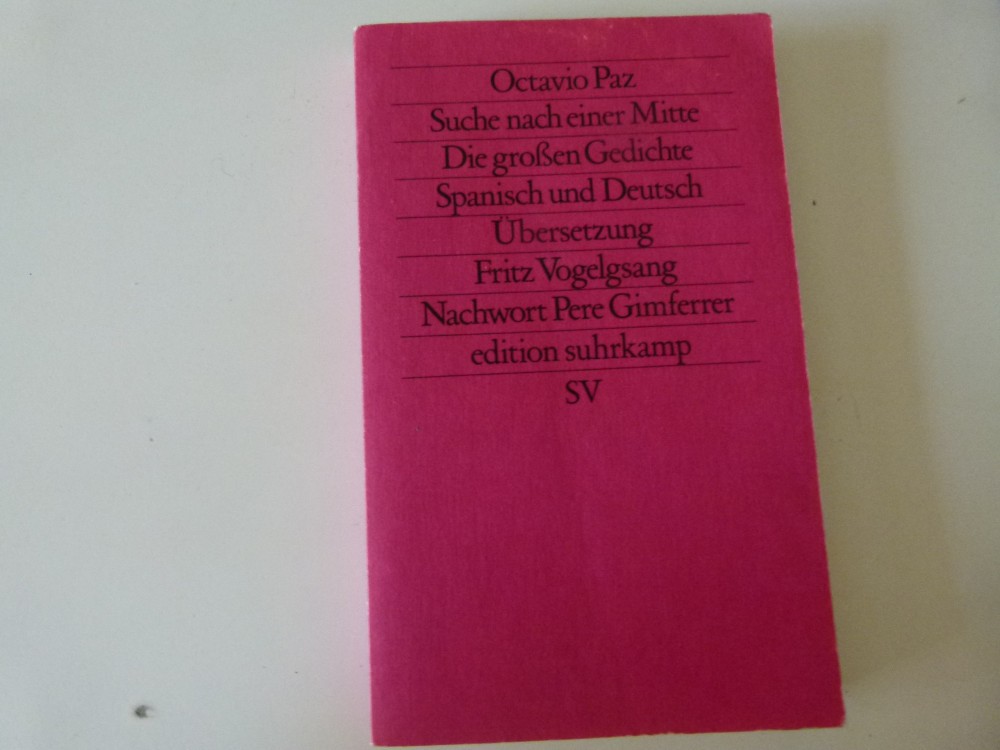 Octavio Paz
Suche nach einer Mitte
Die großen Gedichte
Spanisch und Deutsch
Übersetzung
Fritz Vogelgsang
Nachwort Pere Gimferrer
edition suhrkamp
SV